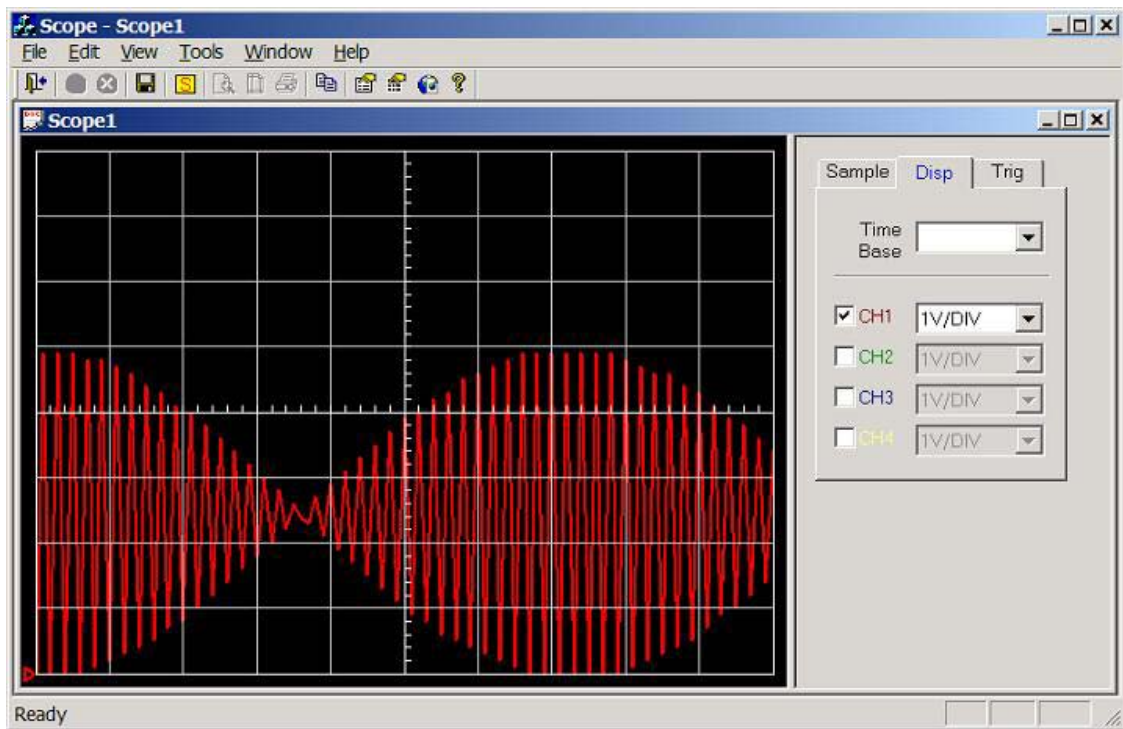 Scope - Scope1
File Edit View Tools Window Help
S ?
Scope1
Sample Disp Trig
Time
Base
CH1 1V/DIV
CH2 1V/DIV
CH3 1V/DIV
CH4 1V/DIV
Ready